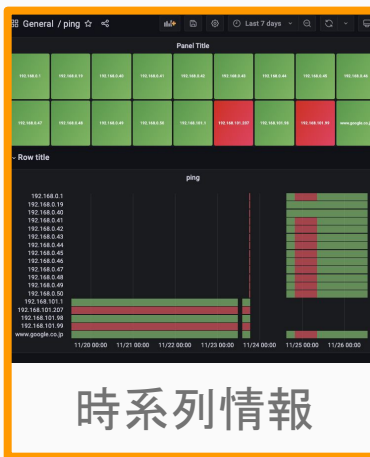 General / ping
Last 7 days
Panel Title
192.168.0.1 192.168.0.19 192.168.0.40 192.168.0.41 192.168.0.42 192.168.0.43 192.168.0.44 192.168.0.45 192.168.0.46
192.168.0.47 192.168.0.48 192.168.0.49 192.168.0.50 192.168.101.1 192.168.101.207 192.168.101.98 192.168.101.99 www.google.co.jp
Row title
ping
192.168.0.1
192.168.0.19
192.168.0.40
192.168.0.41
192.168.0.42
192.168.0.43
192.168.0.44
192.168.0.45
192.168.0.46
192.168.0.47
192.168.0.48
192.168.0.49
192.168.0.50
192.168.101.1
192.168.101.207
192.168.101.98
192.168.101.99
www.google.co.jp
11/20 00:00 11/21 00:00 11/22 00:00 11/23 00:00 11/24 00:00 11/25 00:00 11/26 00:00
時系列情報